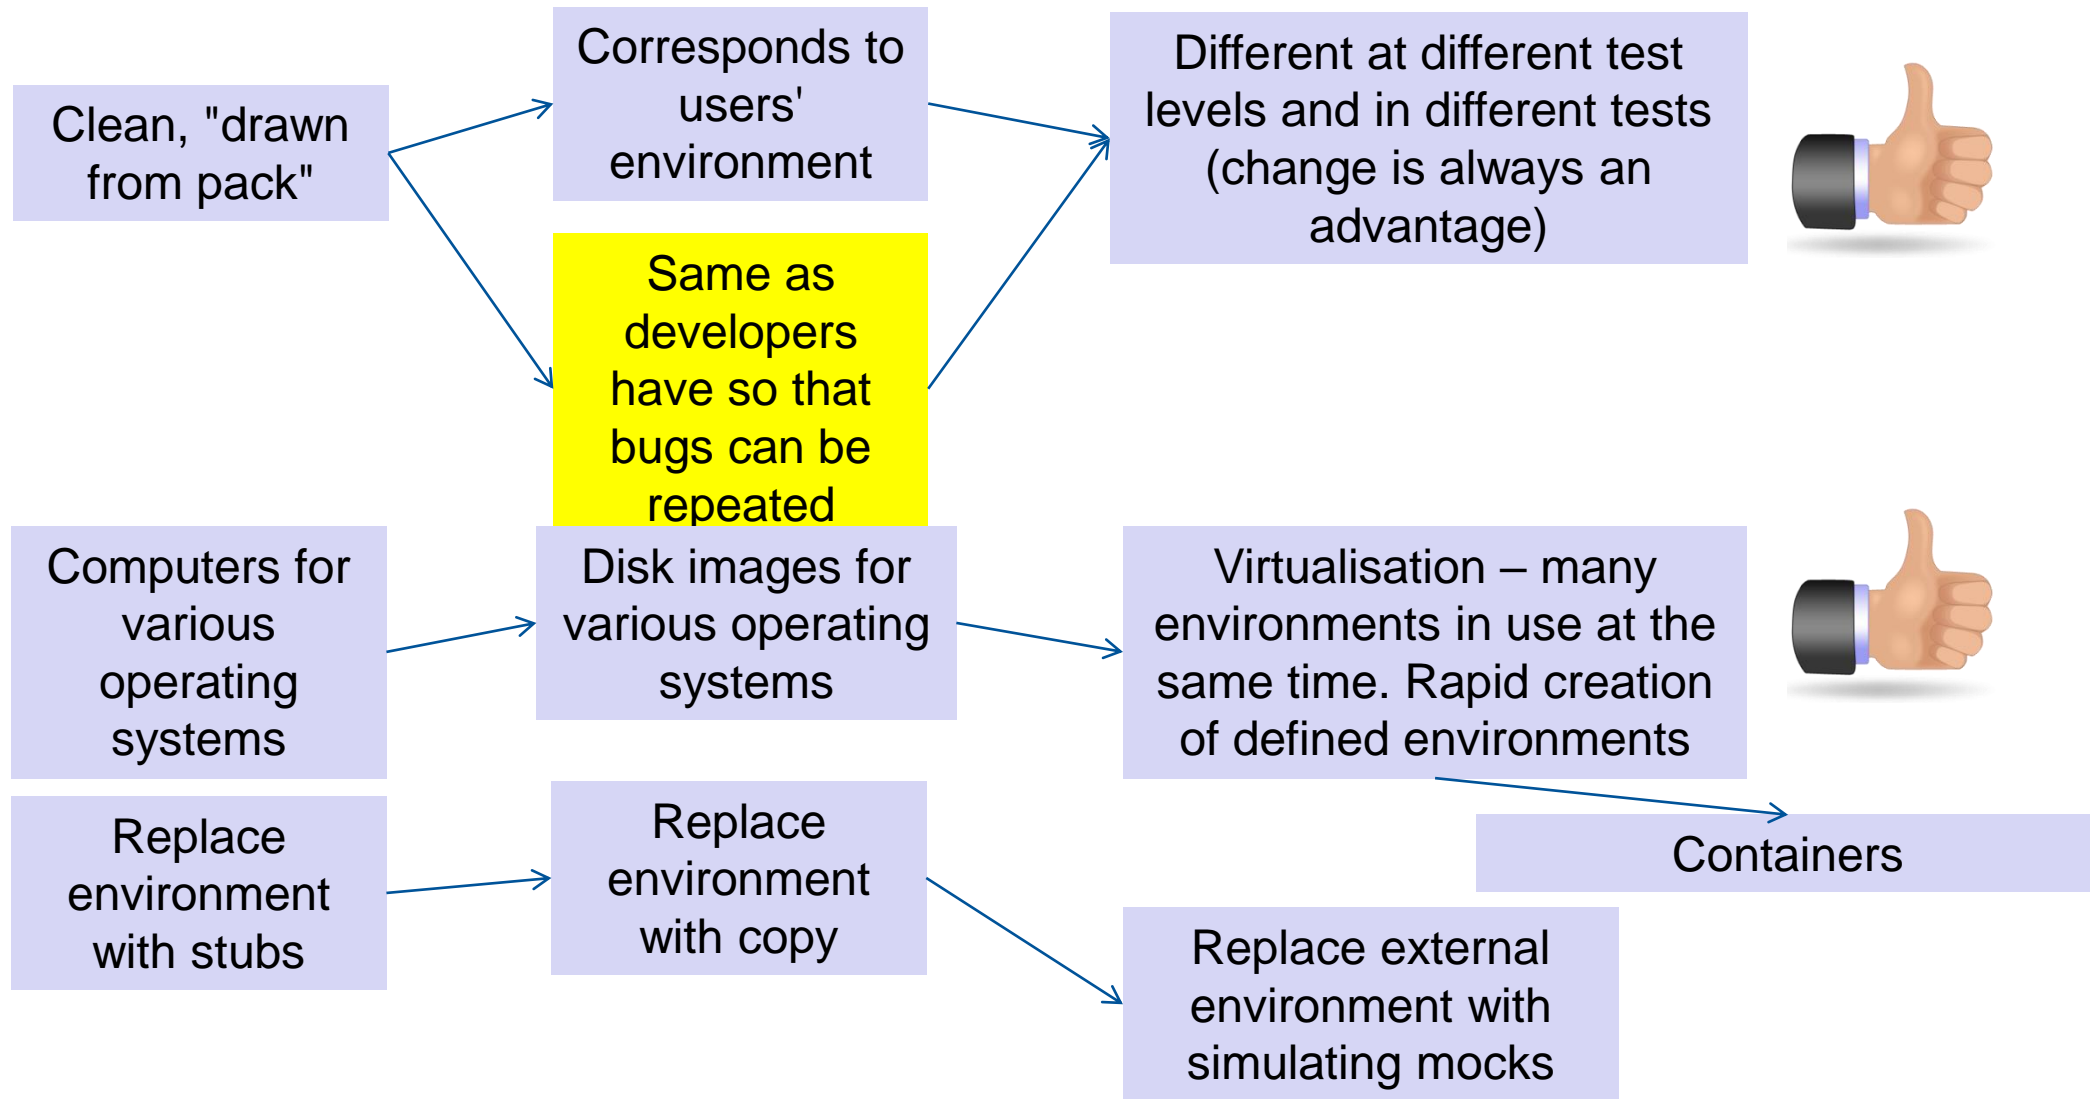 Clean, "drawn
from pack"
Corresponds to
users'
environment
Different at different test
levels and in different tests
(change is always an
advantage)
Same as
developers
have so that
bugs can be
repeated
Computers for
various
operating
systems
Disk images for
various operating
systems
Virtualisation – many
environments in use at the
same time. Rapid creation
of defined environments
Containers
Replace
environment
with stubs
Replace
environment
with copy
Replace external
environment with
simulating mocks